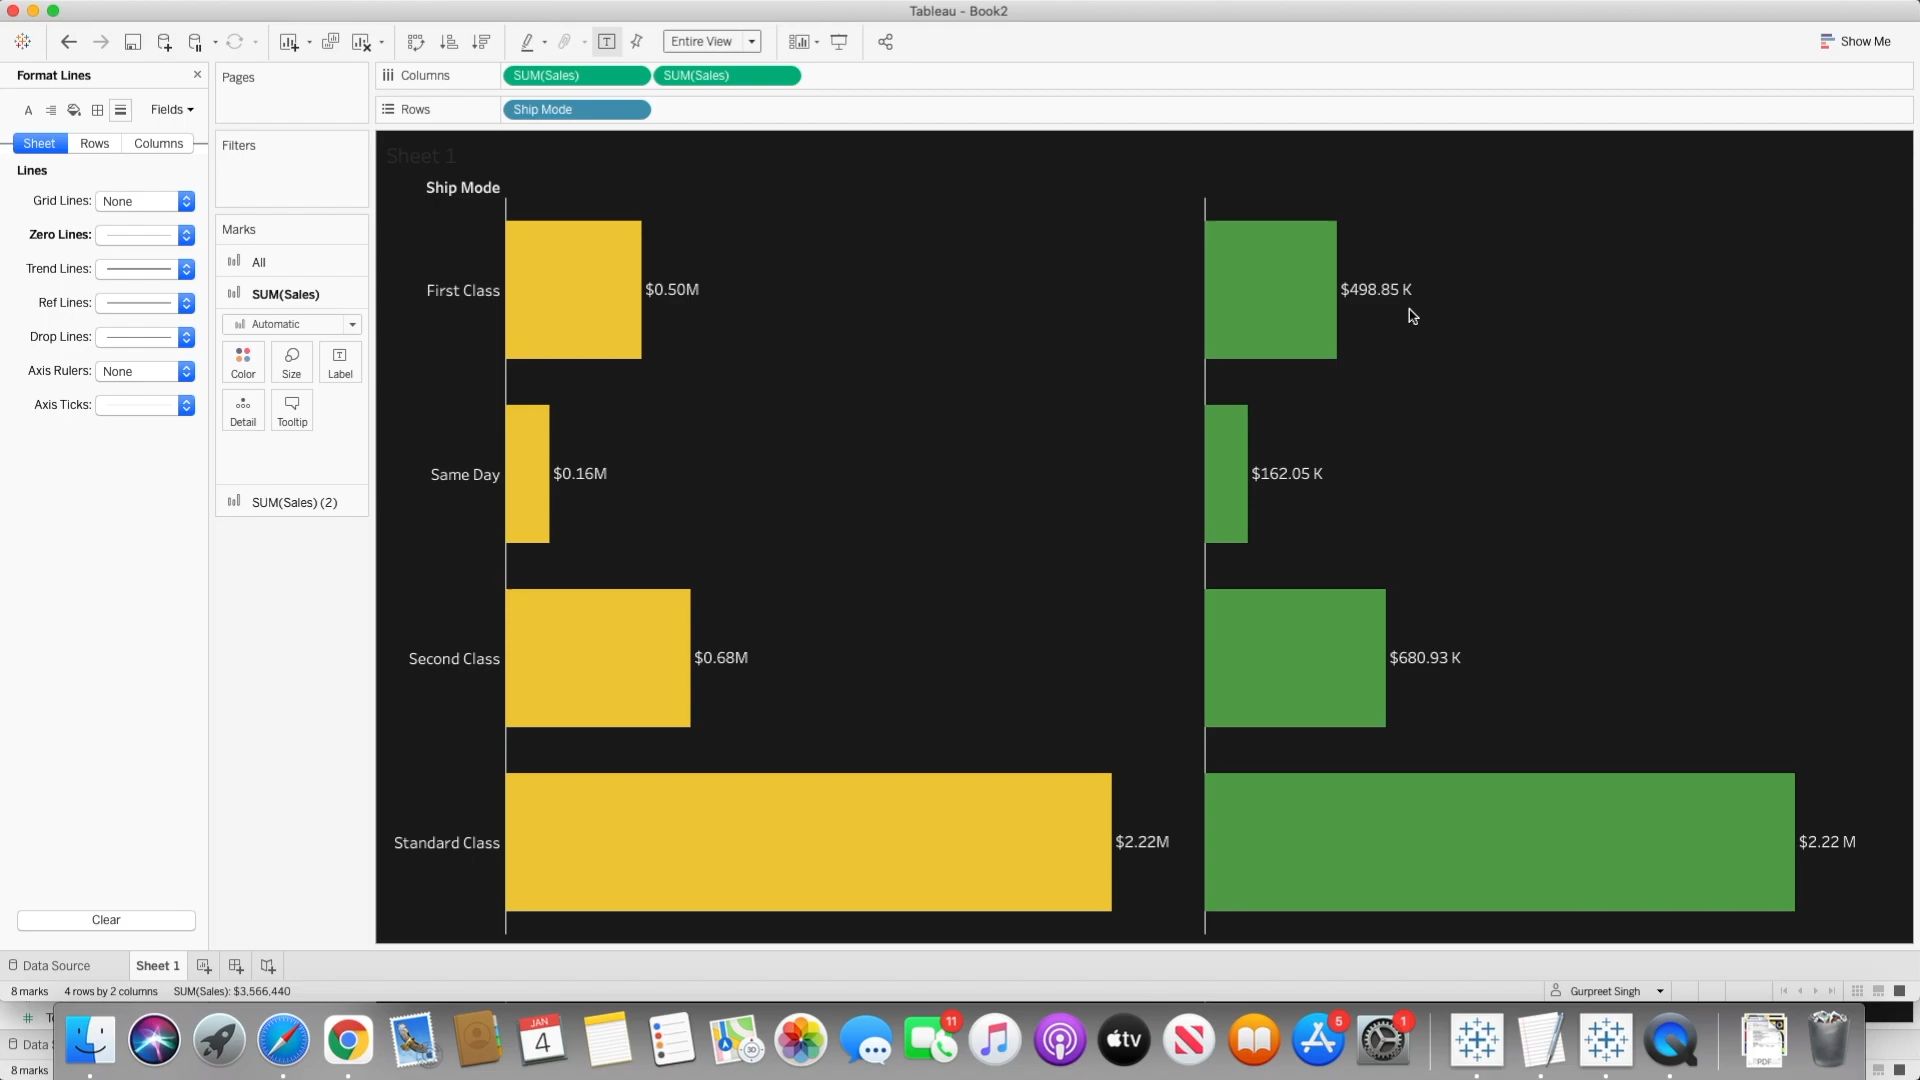 Tableau - Book2
Entire View
Show Me
Format Lines
Fields
Sheet Rows Columns
Lines
Grid Lines: None
Zero Lines:
Trend Lines:
Ref Lines:
Drop Lines:
Axis Rulers: None
Axis Ticks:
Clear
Pages
Filters
Marks
All
SUM(Sales)
Automatic
Color Size Label
Detail Tooltip
SUM(Sales) (2)
Columns SUM(Sales) SUM(Sales)
Rows Ship Mode
Sheet 1
Ship Mode
First Class $0.50M $498.85 K
Same Day $0.16M $162.05 K
Second Class $0.68M $680.93 K
Standard Class $2.22M $2.22 M
Data Source Sheet 1
8 marks 4 rows by 2 columns SUM(Sales): $3,566,440 Gurpreet Singh
JAN
4
11
tv
5
1
PDF
8 marks